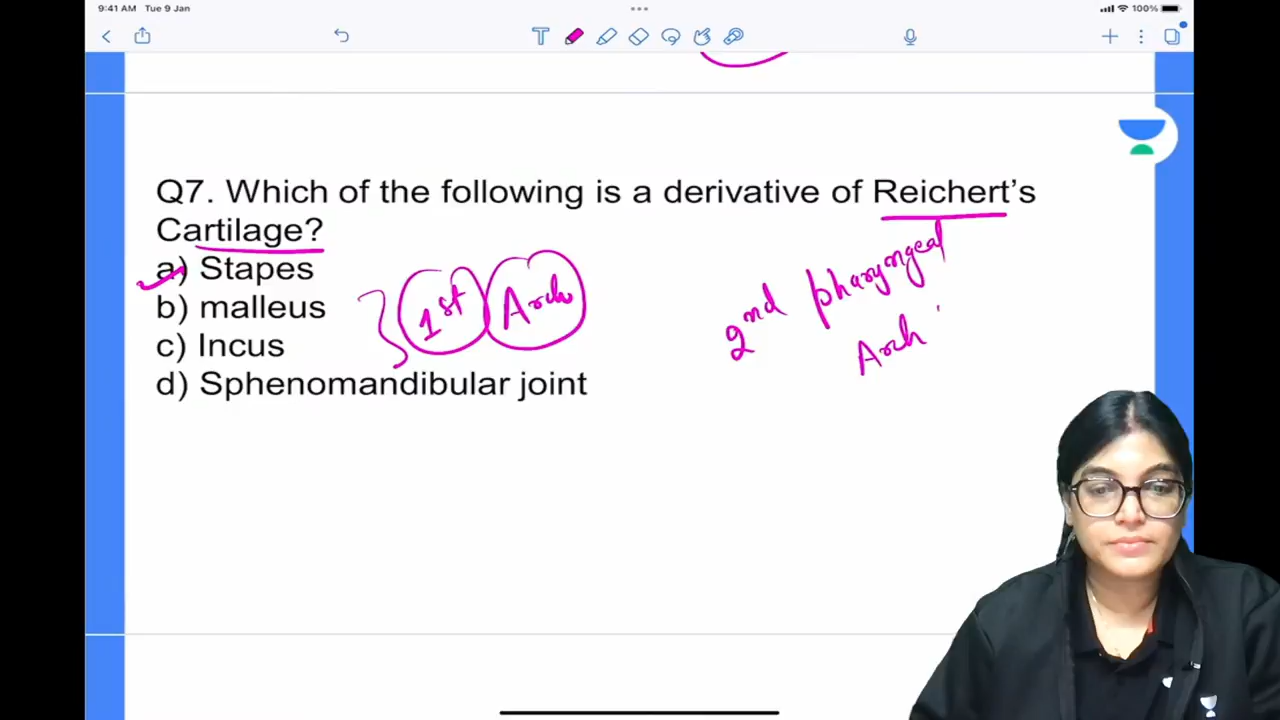 9:41 AM Tue 9 Jan
100%
Q7. Which of the following is a derivative of Reichert's
Cartilage?
a) Stapes
b) malleus
c) Incus
d) Sphenomandibular joint
1st Arch
2nd pharyngeal
Arch